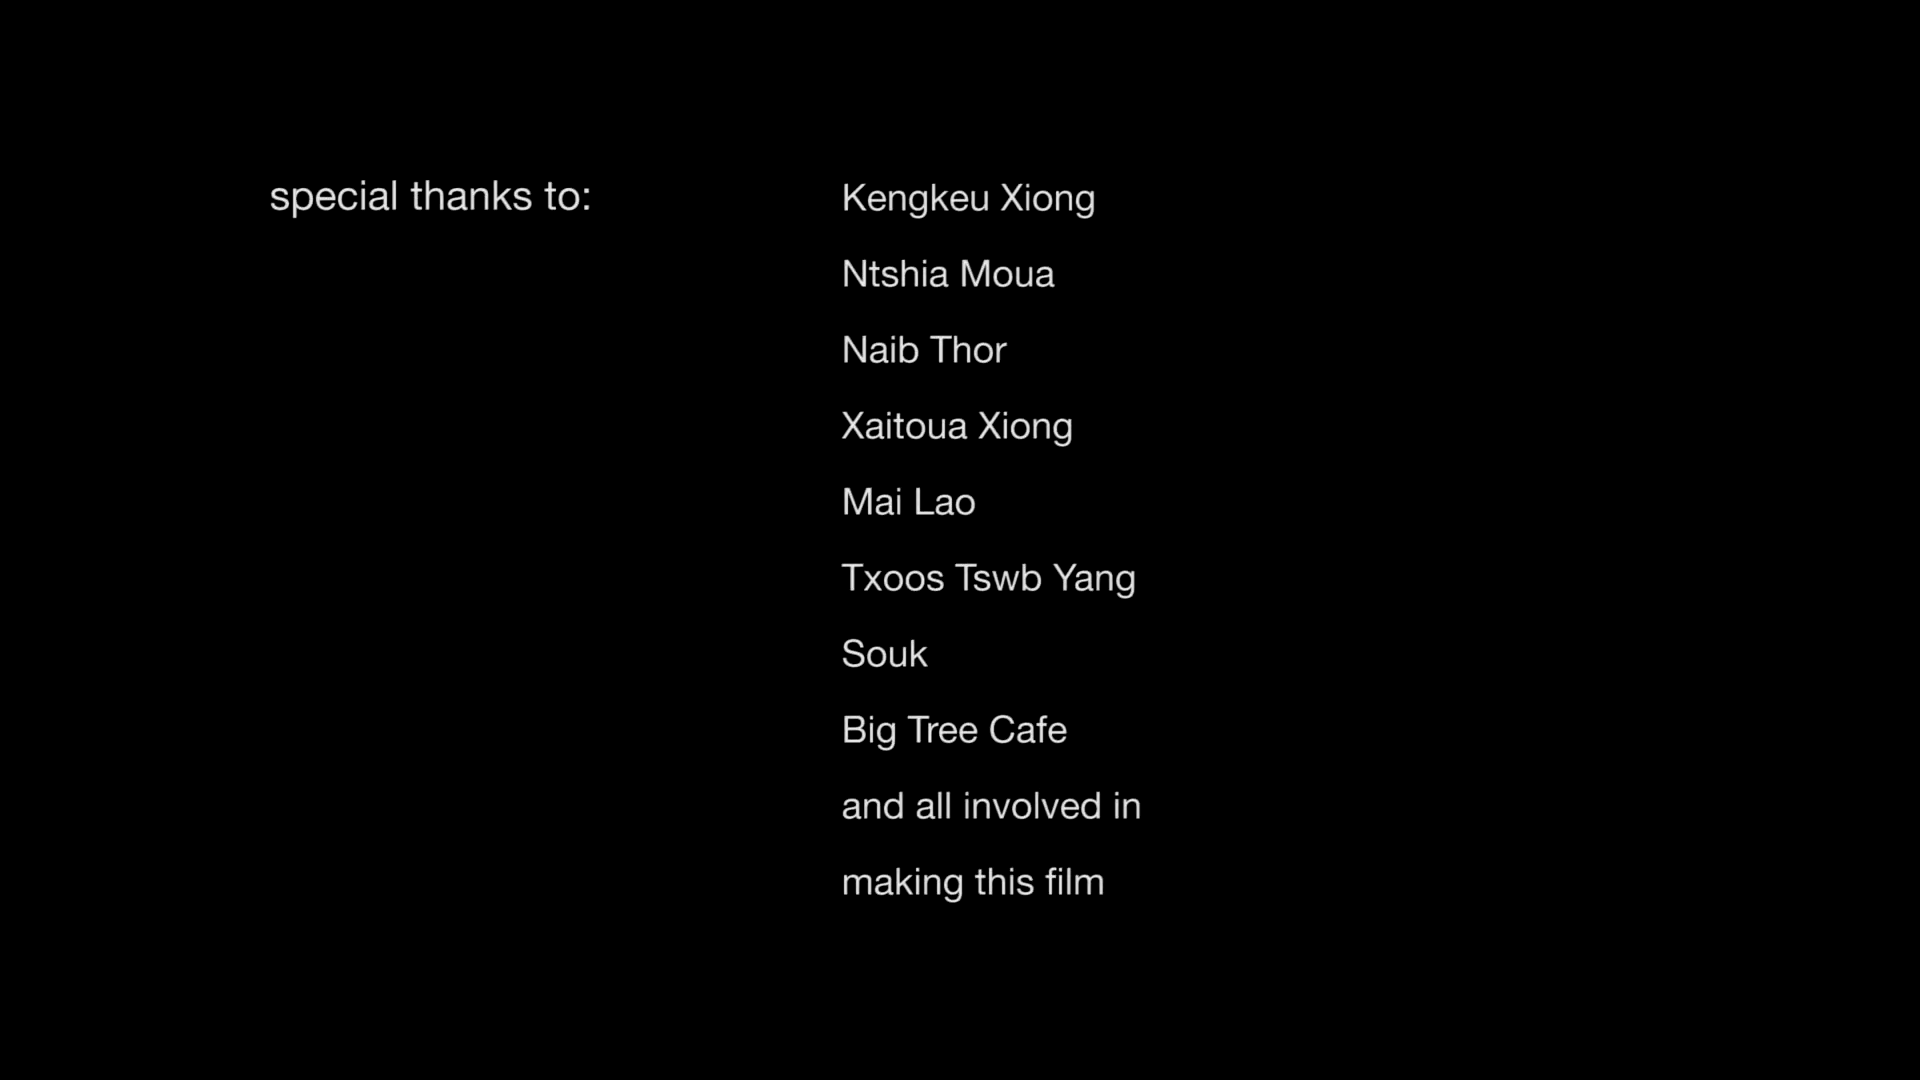 special thanks to:
Kengkeu Xiong
Ntshia Moua
Naib Thor
Xaitoua Xiong
Mai Lao
Txoos Tswb Yang
Souk
Big Tree Cafe
and all involved in
making this film